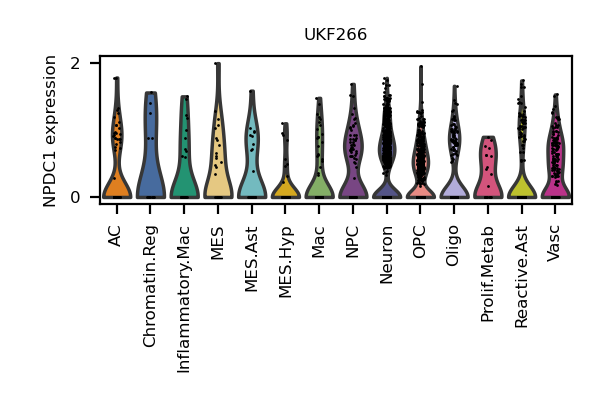 UKF266
NPDC1 expression
2
0
AC
Chromatin.Reg
Inflammatory.Mac
MES
MES.Ast
MES.Hyp
Mac
NPC
Neuron
OPC
Oligo
Prolif.Metab
Reactive.Ast
Vasc